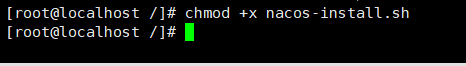 [root@localhost /]# chmod +x nacos-install.sh
[root@localhost /]#